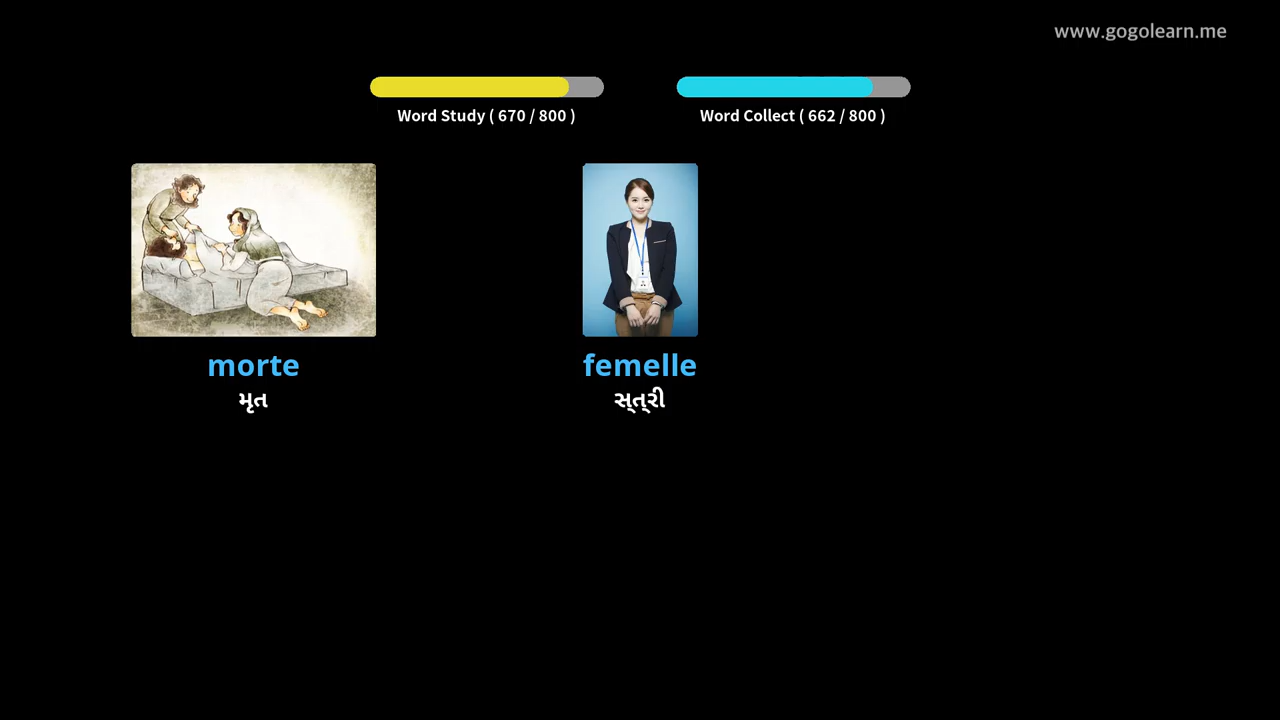 www.gogolearn.me
Word Study ( 670 / 800 )
Word Collect ( 662 / 800 )
morte
મૃત
femelle
સ્ત્રી